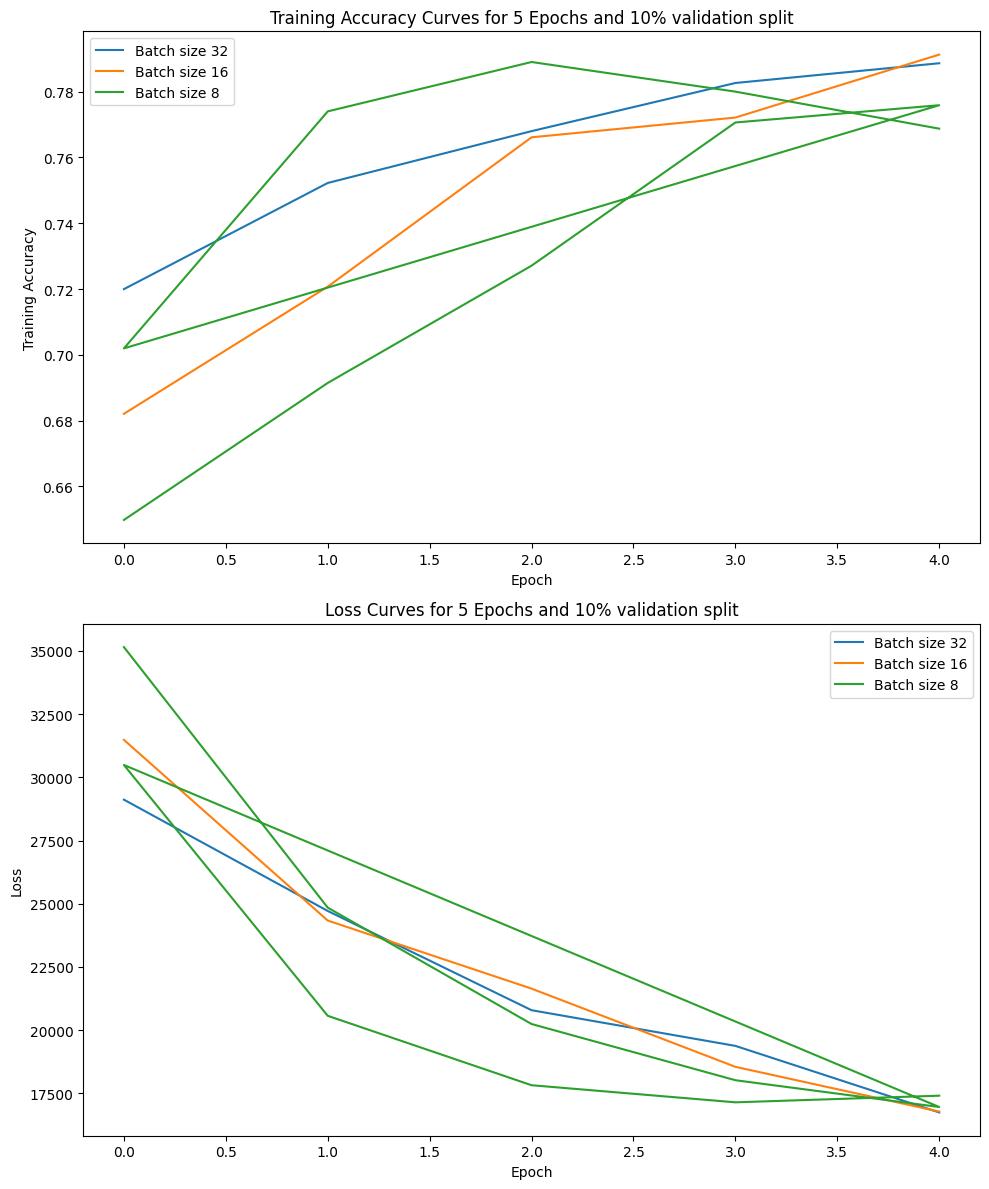 Training Accuracy Curves for 5 Epochs and 10% validation split
Batch size 32
Batch size 16
Batch size 8
Training Accuracy
0.78
0.76
0.74
0.72
0.70
0.68
0.66
0.0 0.5 1.0 1.5 2.0 2.5 3.0 3.5 4.0
Epoch
Loss Curves for 5 Epochs and 10% validation split
Batch size 32
Batch size 16
Batch size 8
Loss
35000
32500
30000
27500
25000
22500
20000
17500
0.0 0.5 1.0 1.5 2.0 2.5 3.0 3.5 4.0
Epoch